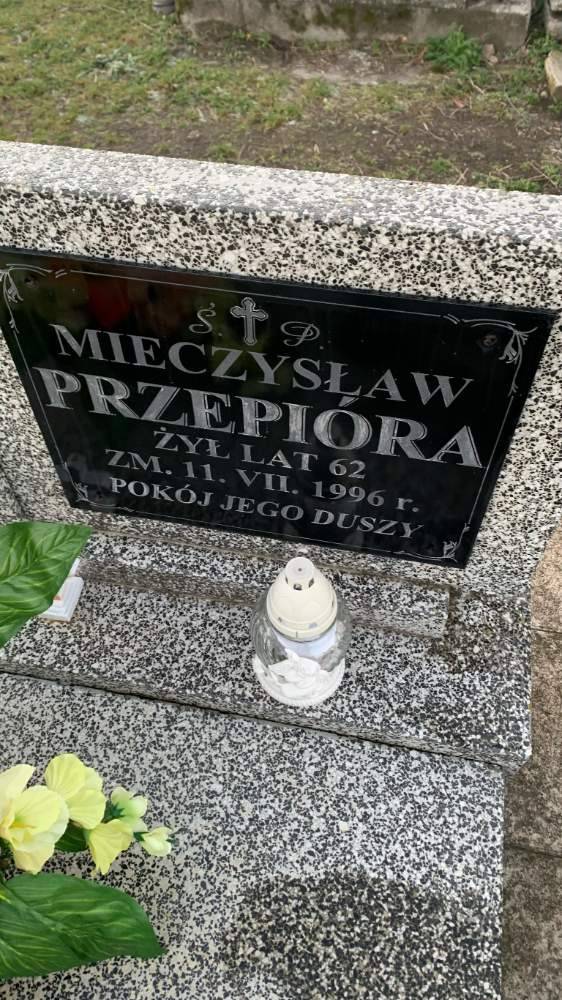 Ś P
MIECZYSŁAW
PRZEPIÓRA
ŻYŁ LAT 62
ZM. 11. VII. 1996 r.
POKÓJ JEGO DUSZY